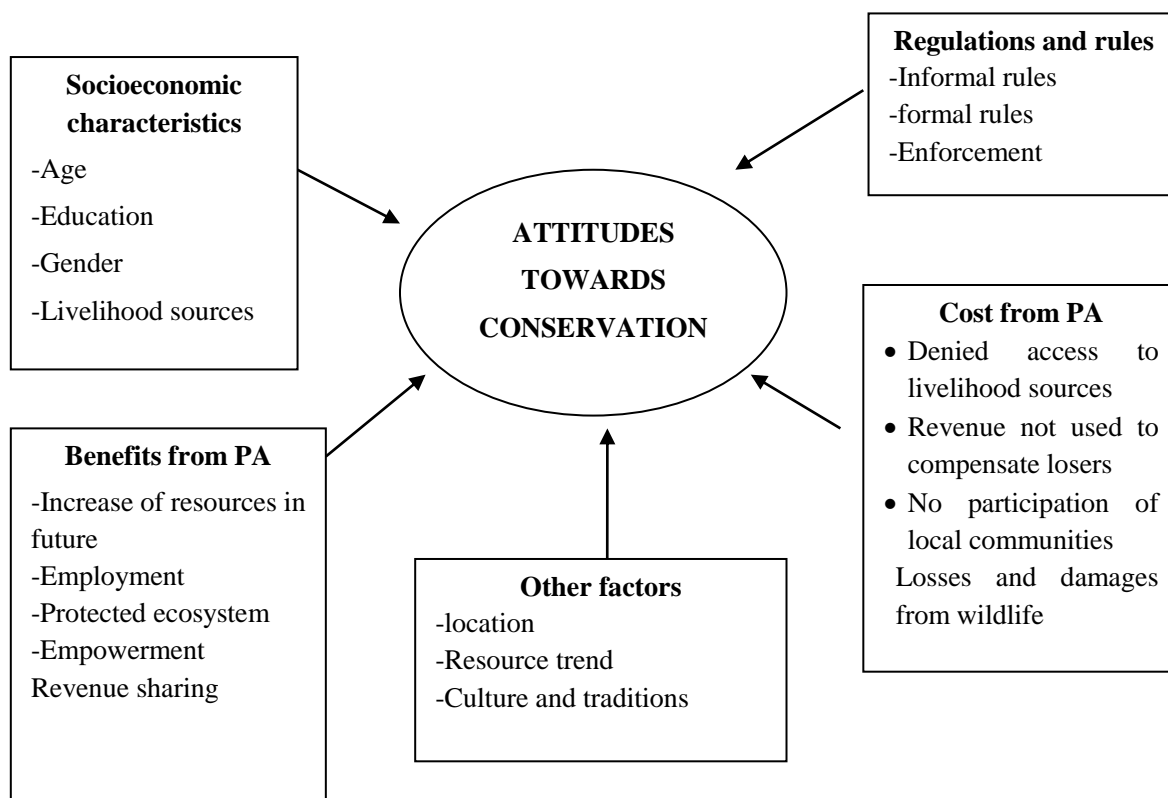 Socioeconomic
characteristics
-Age
-Education
-Gender
-Livelihood sources
Regulations and rules
-Informal rules
-formal rules
-Enforcement
ATTITUDES
TOWARDS
CONSERVATION
Cost from PA
• Denied access to
livelihood sources
• Revenue not used to
compensate losers
• No participation of
local communities
Losses and damages
from wildlife
Benefits from PA
-Increase of resources in
future
-Employment
-Protected ecosystem
-Empowerment
Revenue sharing
Other factors
-location
-Resource trend
-Culture and traditions